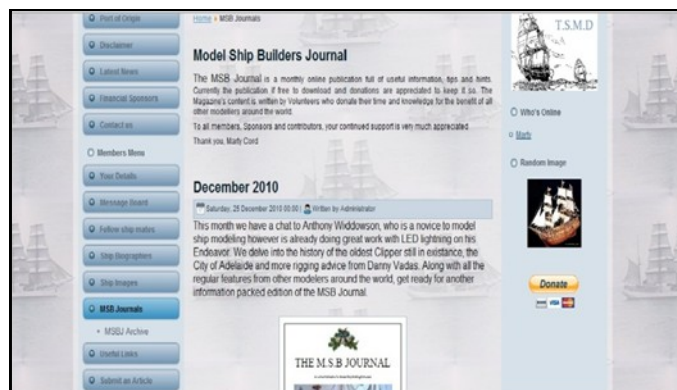 Port of Origin
Disclaimer
Latest News
Financial Sponsors
Contact us
Members Menu
Your Details
Message Board
Follow ship mates
Ship Biographies
Ship Images
MSB Journals
MSBJ Archive
Useful Links
Submit an Article
Home MSB Journals
Model Ship Builders Journal
The MSB Journal is a monthly online publication full of useful information, tips and hints.
Currently the publication if free to download and donations are appreciated to keep it so. The
Magazine's content is written by Volunteers who donate their time and knowledge for the benefit of all
other modellers around the world.
To all members, Sponsors and contributors, your continued support is very much appreciated
Thank you, Marty Cord
December 2010
Saturday, 25 December 2010 00:00 | Written by Administrator
This month we have a chat to Anthony Widdowson, who is a novice to model
ship modeling however is already doing great work with LED lightning on his
Endeavor. We delve into the history of the oldest Clipper still in existance, the
City of Adelaide and more rigging advice from Danny Vadas. Along with all the
regular features from other modelers around the world, get ready for another
information packed edition of the MSB Journal.
THE M.S.B JOURNAL
T.S.M.D
Who's Online
Marty
Random Image
Donate
VISA